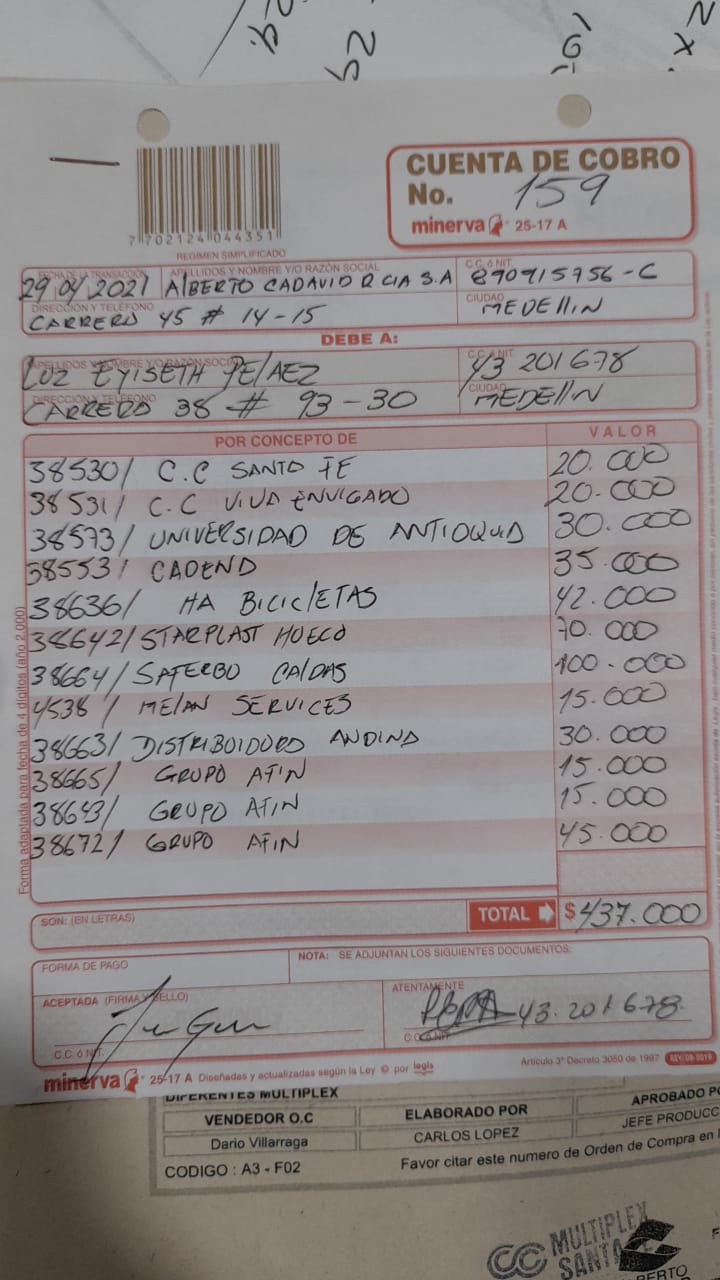 7 702124 044351
CUENTA DE COBRO
No. 159
minerva 25-17 A
REGIMEN SIMPLIFICADO
FECHA DE LA TRANSACCIÓN APELLIDOS Y NOMBRE Y/O RAZÓN SOCIAL C.C. ó NIT.
29 04 2021 AlBERTO CADAVID R CIA S.A 890915756-C
DIRECCIÓN Y TELÉFONO CIUDAD
CARRERA 45 # 14-15 MEDEllIN
DEBE A:
APELLIDOS Y NOMBRE Y/O RAZÓN SOCIAL C.C. ó NIT.
LUZ EYISETH PElAEZ 43 201678
DIRECCIÓN Y TELÉFONO CIUDAD
CARRERA 38 # 93-30 MEDEllIN
POR CONCEPTO DE VALOR
38530/ C.C SANTO FE 20.000
38531/ C.C VIVA ENVIGADO 20.000
38573/ UNIVERSIDAD DE ANTIOQUIA 30.000
38553/ CADENA 35.000
38636/ HA BICICLETAS 42.000
38642/ STARPLAST HUECO 70.000
38664/ SAFERBO CALDAS 100.000
4538/ MELAN SERVICES 15.000
38663/ DISTRIBUIDORA ANDINA 30.000
38665/ GRUPO AFIN 15.000
38643/ GRUPO AFIN 15.000
38672/ GRUPO AFIN 45.000
Forma adaptada para fecha de 4 dígitos (año 2.000)
SON: (EN LETRAS) TOTAL $ 437.000
FORMA DE PAGO NOTA: SE ADJUNTAN LOS SIGUIENTES DOCUMENTOS:
ACEPTADA (FIRMA Y SELLO) ATENTAMENTE
43.201678
C.C. ó NIT. C.C. ó NIT.
minerva 25-17 A Diseñadas y actualizadas según la Ley © por legis Artículo 3° Decreto 3050 de 1997 REV. 08-2019
DIFERENTES MULTIPLEX
VENDEDOR O.C ELABORADO POR APROBADO PO
Dario Villarraga CARLOS LOPEZ JEFE PRODUCC
CODIGO : A3 - F02 Favor citar este numero de Orden de Compra en
CC MULTIPLEX
SANTA
BERTO